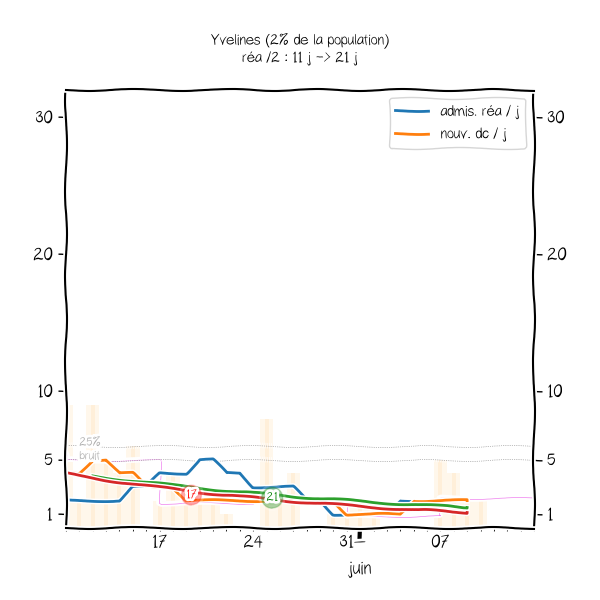 Yvelines (2% de la population)
réa /2 : 11 j -> 21 j
admis. réa / j
nouv. dc / j
30
30
20
20
10
10
25%
bruit
5
5
17
21
1
1
17
24
31
07
juin